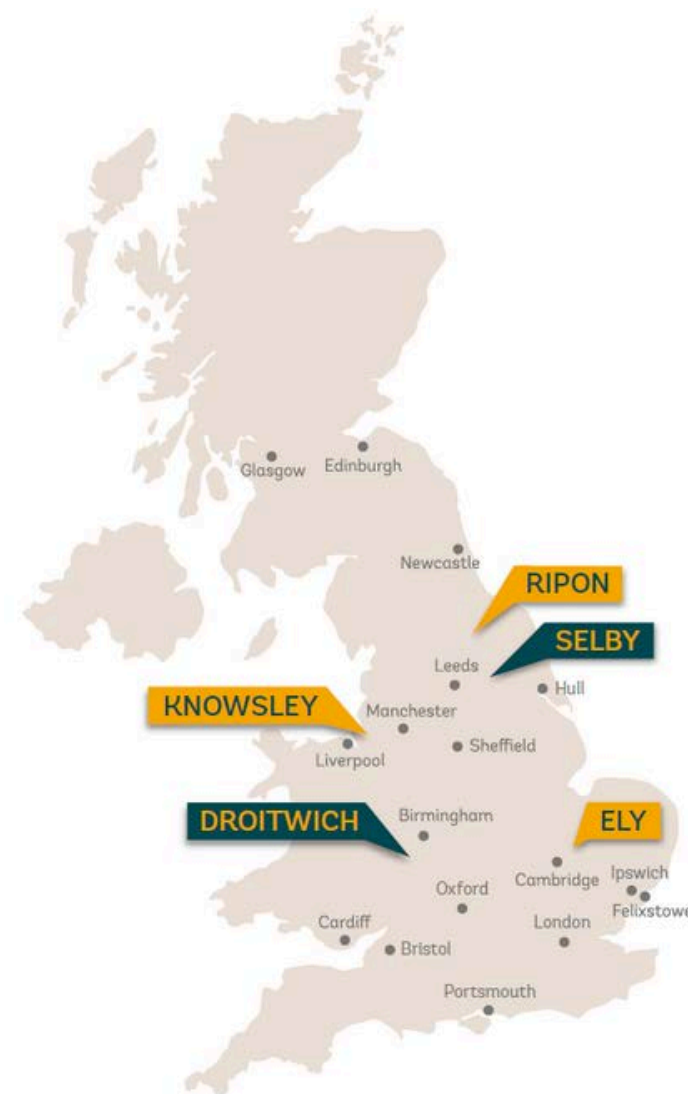 Glasgow
Edinburgh
Newcastle
RIPON
SELBY
Leeds
Hull
KNOWSLEY
Manchester
Liverpool
Sheffield
DROITWICH
Birmingham
ELY
Cambridge
Ipswich
Felixstowe
Oxford
London
Cardiff
Bristol
Portsmouth